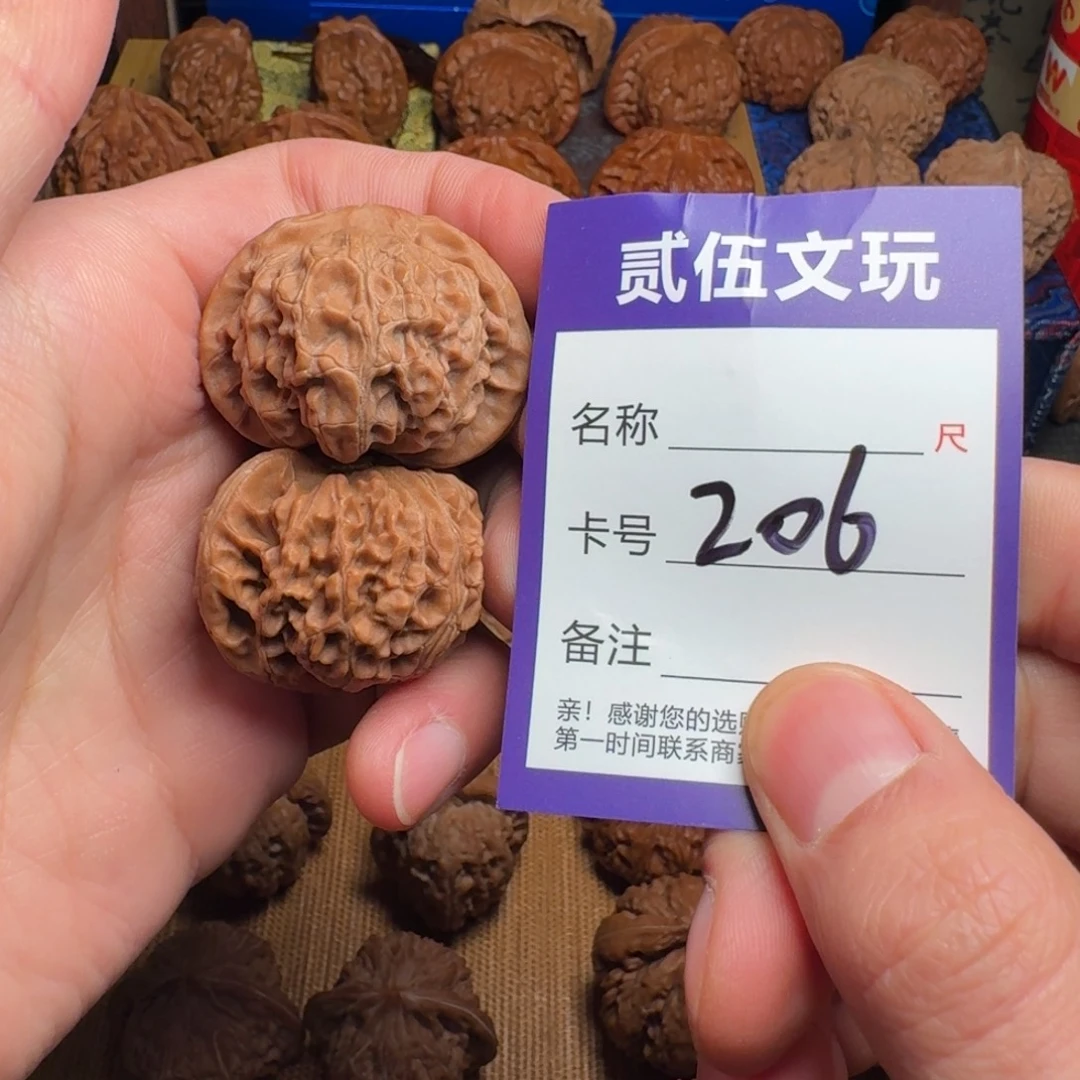 贰伍文玩
名称 尺
卡号 206
备注
亲！感谢您的选
第一时间联系商
W